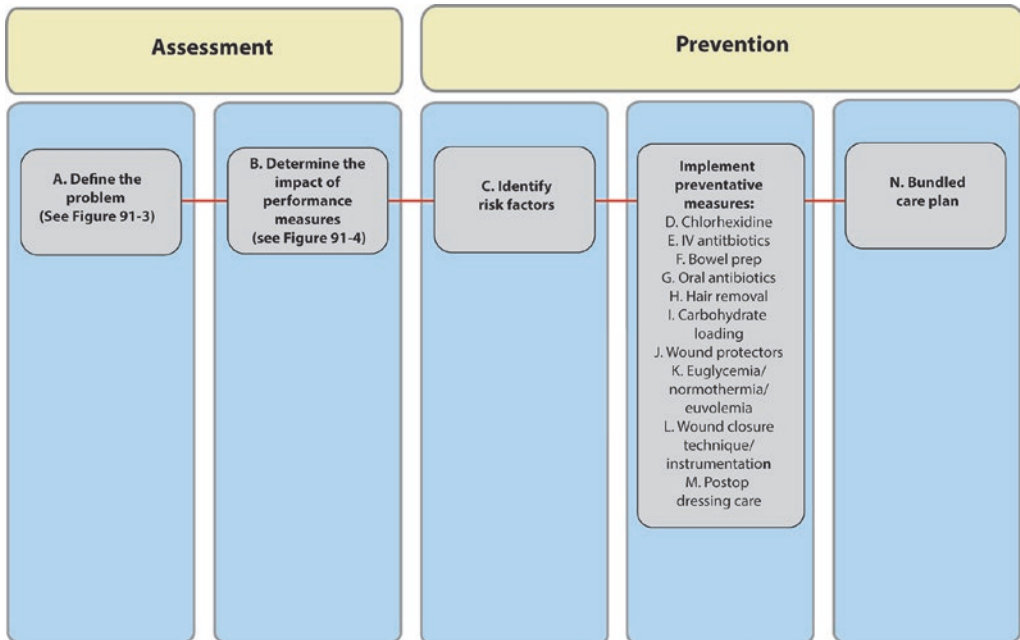 Assessment
Prevention
A. Define the
problem
(See Figure 91-3)
B. Determine the
impact of
performance
measures
(see Figure 91-4)
C. Identify
risk factors
Implement
preventative
measures:
D. Chlorhexidine
E. IV antitbiotics
F. Bowel prep
G. Oral antibiotics
H. Hair removal
I. Carbohydrate
loading
J. Wound protectors
K. Euglycemia/
normothermia/
euvolemia
L. Wound closure
technique/
instrumentation
M. Postop
dressing care
N. Bundled
care plan